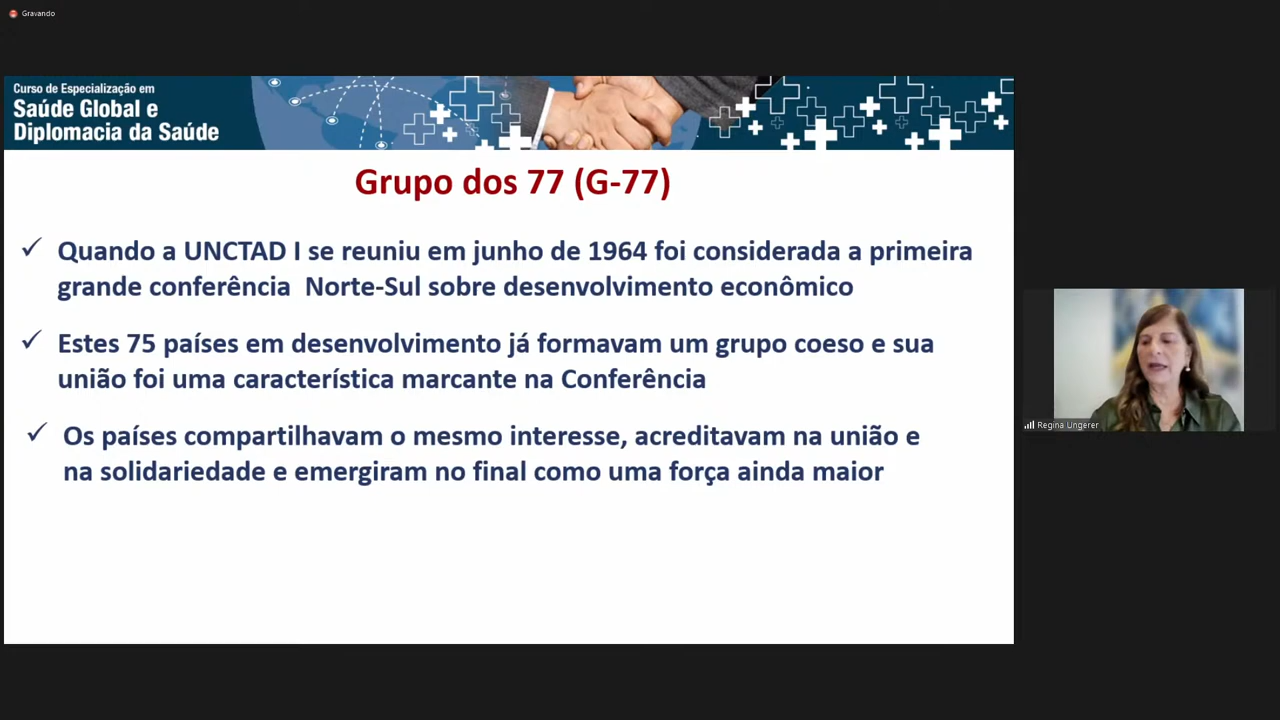 Gravando
Curso de Especialização em
Saúde Global e
Diplomacia da Saúde
Grupo dos 77 (G-77)
✓ Quando a UNCTAD I se reuniu em junho de 1964 foi considerada a primeira
grande conferência Norte-Sul sobre desenvolvimento econômico
✓ Estes 75 países em desenvolvimento já formavam um grupo coeso e sua
união foi uma característica marcante na Conferência
✓ Os países compartilhavam o mesmo interesse, acreditavam na união e
na solidariedade e emergiram no final como uma força ainda maior
Regina Ungerer